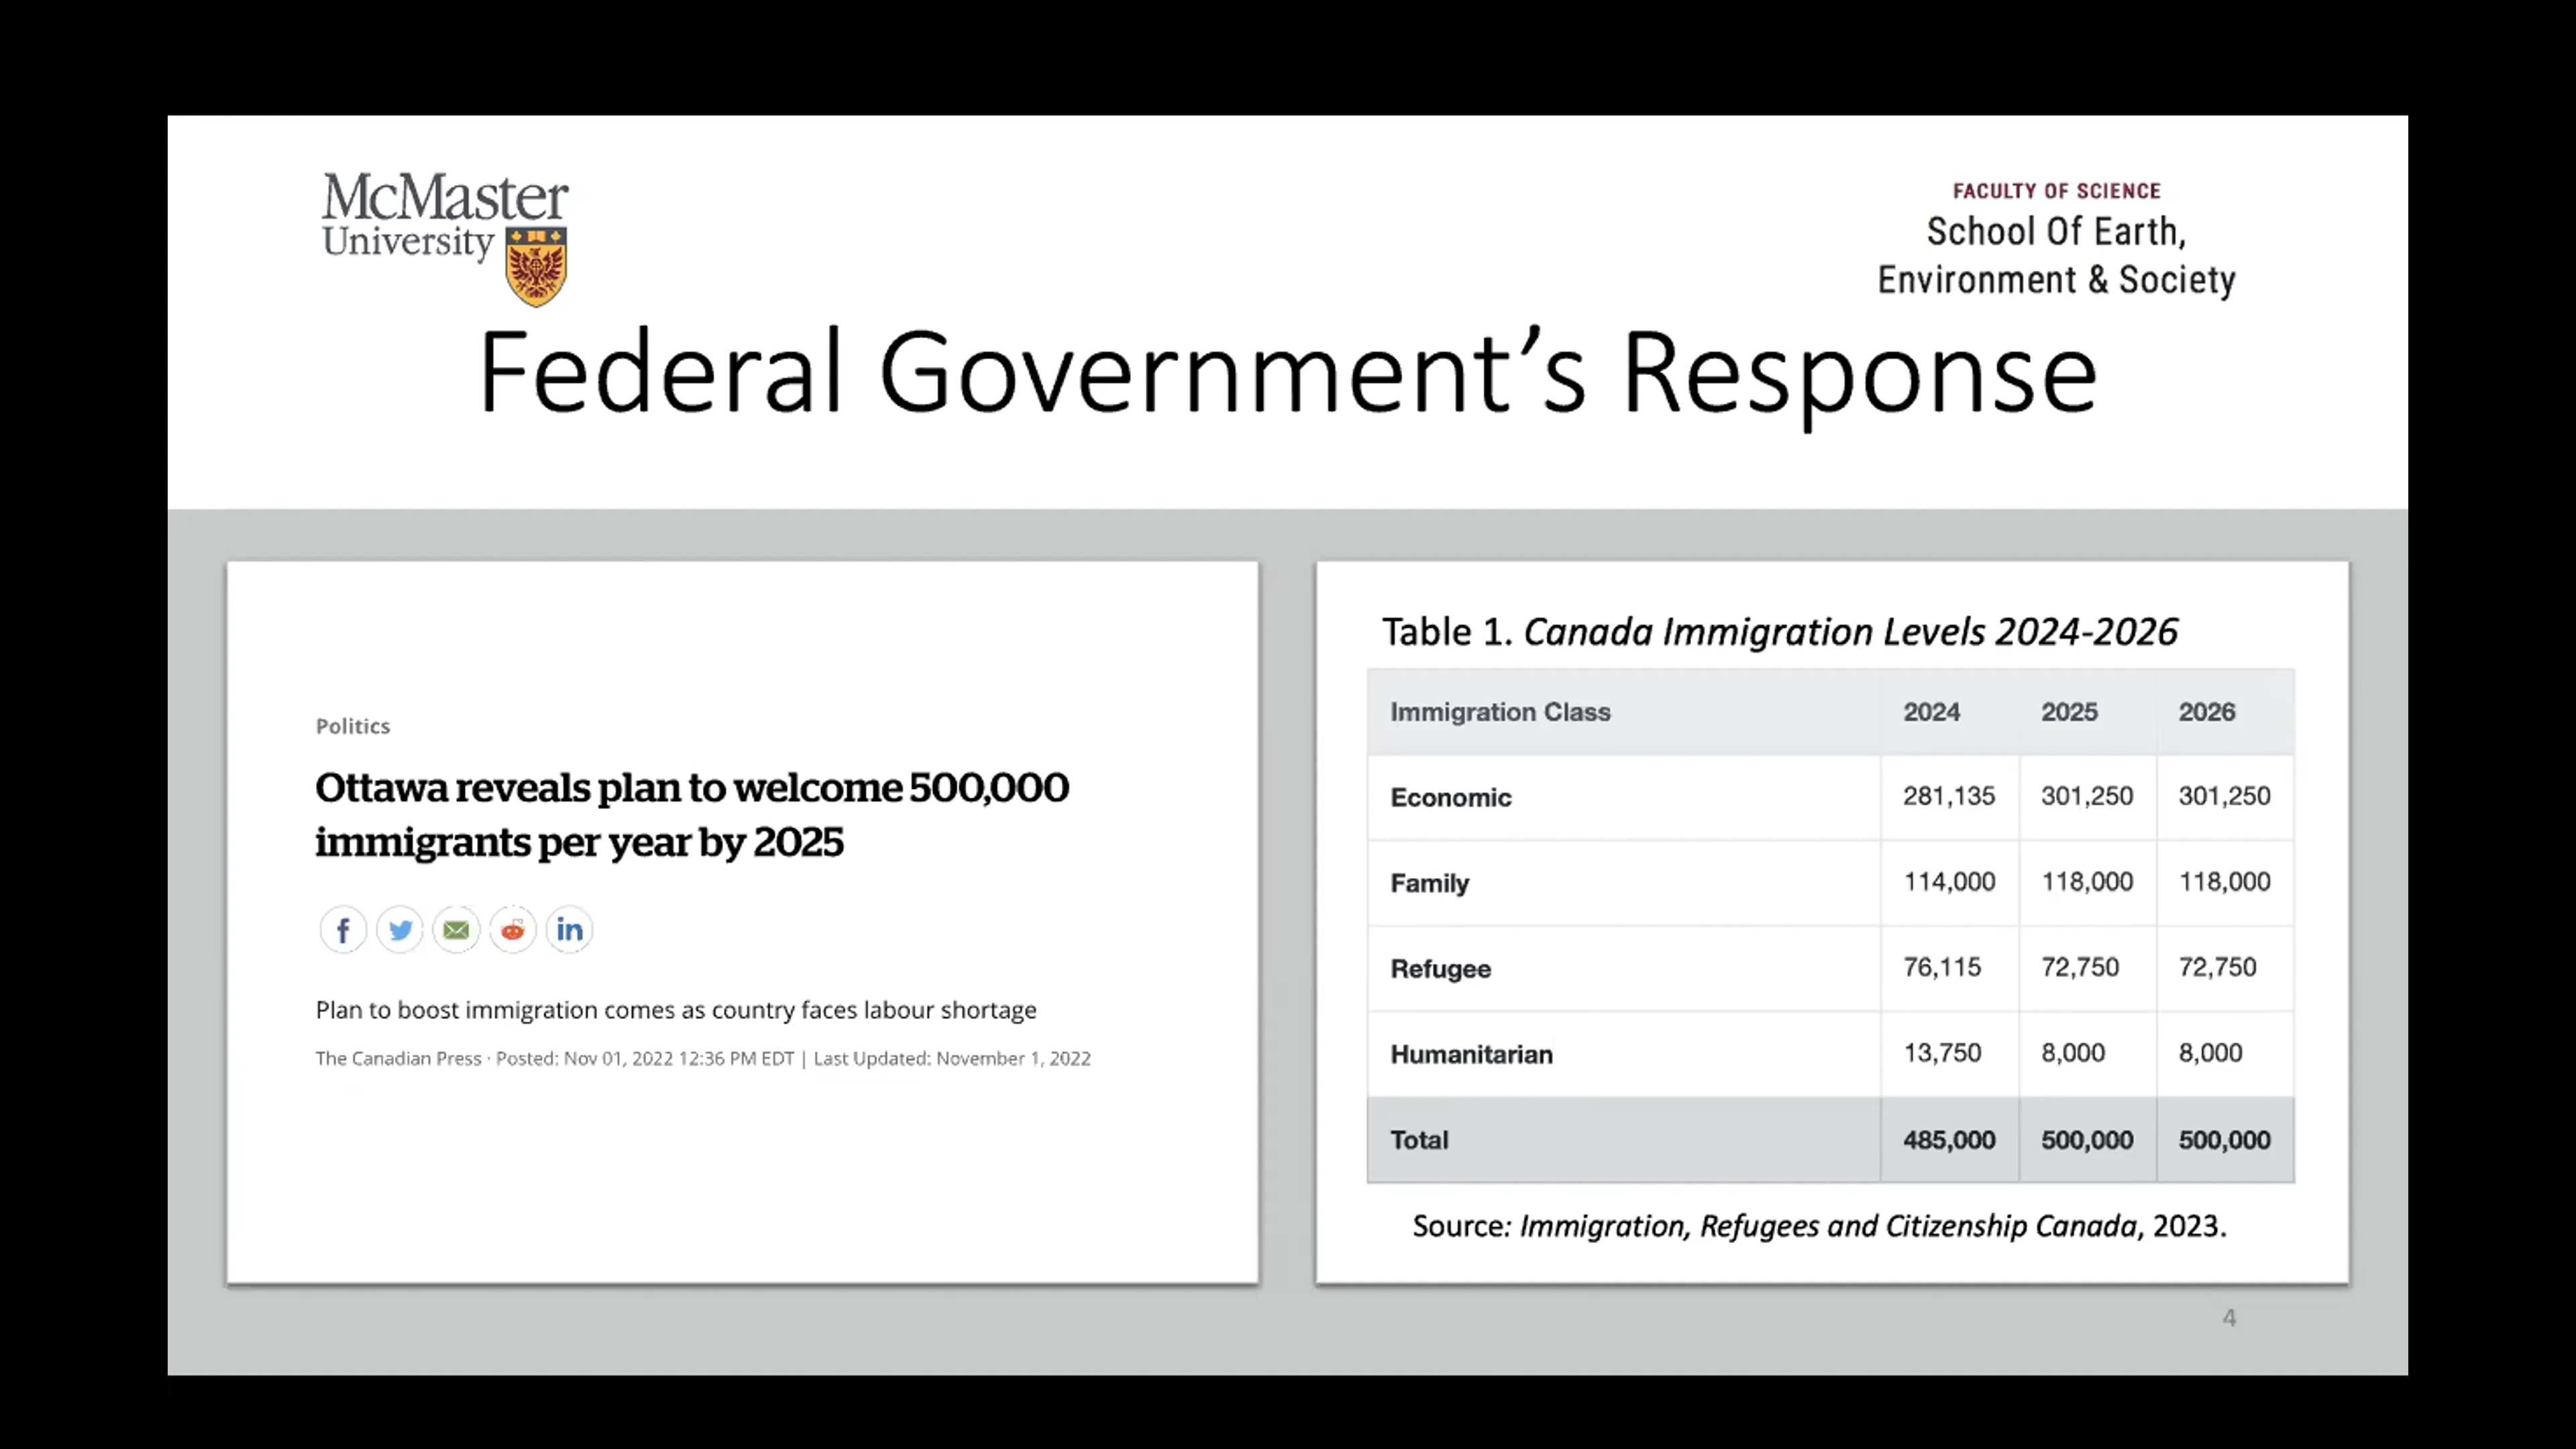 McMaster
University
FACULTY OF SCIENCE
School Of Earth,
Environment & Society
Federal Government’s Response
Politics
Ottawa reveals plan to welcome 500,000
immigrants per year by 2025
Plan to boost immigration comes as country faces labour shortage
The Canadian Press · Posted: Nov 01, 2022 12:36 PM EDT | Last Updated: November 1, 2022
Table 1. Canada Immigration Levels 2024-2026
Immigration Class 2024 2025 2026
Economic 281,135 301,250 301,250
Family 114,000 118,000 118,000
Refugee 76,115 72,750 72,750
Humanitarian 13,750 8,000 8,000
Total 485,000 500,000 500,000
Source: Immigration, Refugees and Citizenship Canada, 2023.
4